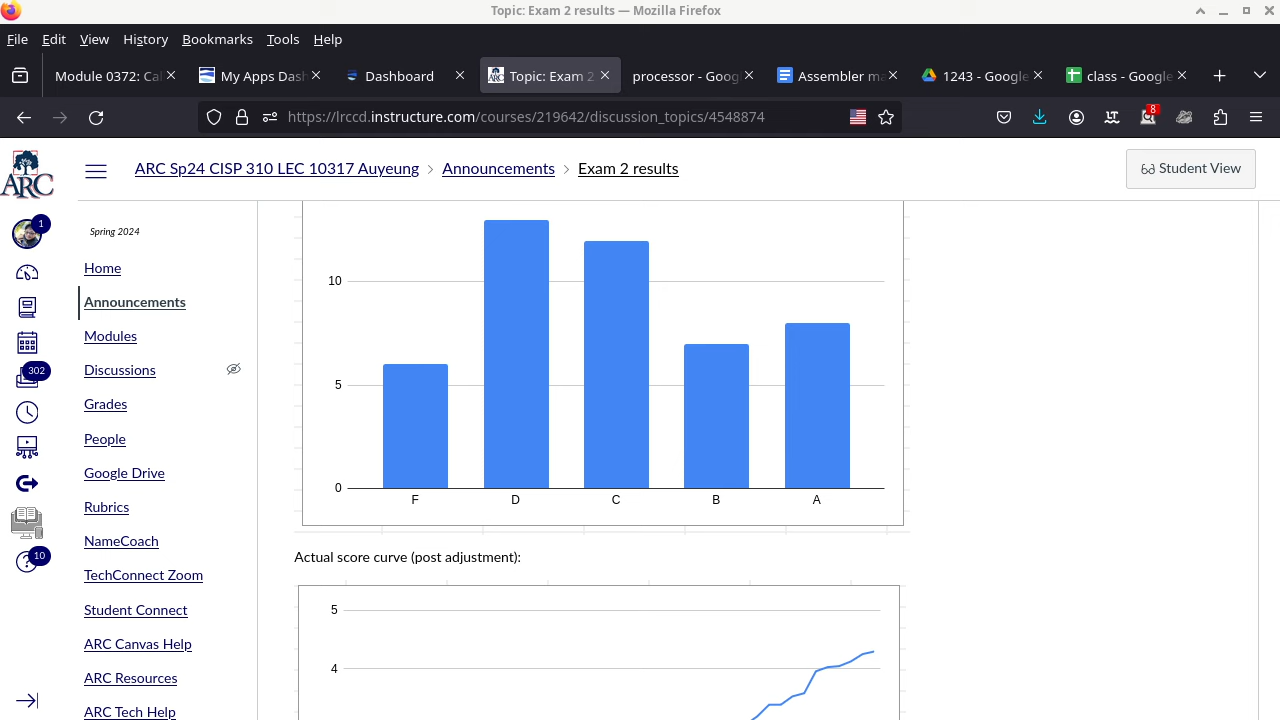 Topic: Exam 2 results — Mozilla Firefox
File Edit View History Bookmarks Tools Help
Module 0372: Cal
My Apps Dash
Dashboard
Topic: Exam 2
processor - Goog
Assembler ma
1243 - Google
class - Google
https://lrccd.instructure.com/courses/219642/discussion_topics/4548874
8
ARC
ARC Sp24 CISP 310 LEC 10317 Auyeung
Announcements
Exam 2 results
Student View
1
302
10
Spring 2024
Home
Announcements
Modules
Discussions
Grades
People
Google Drive
Rubrics
NameCoach
TechConnect Zoom
Student Connect
ARC Canvas Help
ARC Resources
ARC Tech Help
10
5
0
F D C B A
Actual score curve (post adjustment):
5
4